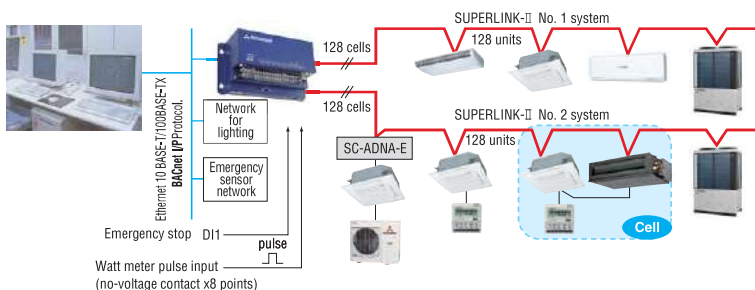 SUPERLINK-Ⅱ No. 1 system
128 cells
128 units
128 cells
SUPERLINK-Ⅱ No. 2 system
128 units
Ethernet 10 BASE-T/100BASE-TX
BACnet I/PProtocol.
Network
for
lighting
SC-ADNA-E
Emergency
sensor
network
Cell
Emergency stop DI1
pulse
Watt meter pulse input
(no-voltage contact x8 points)